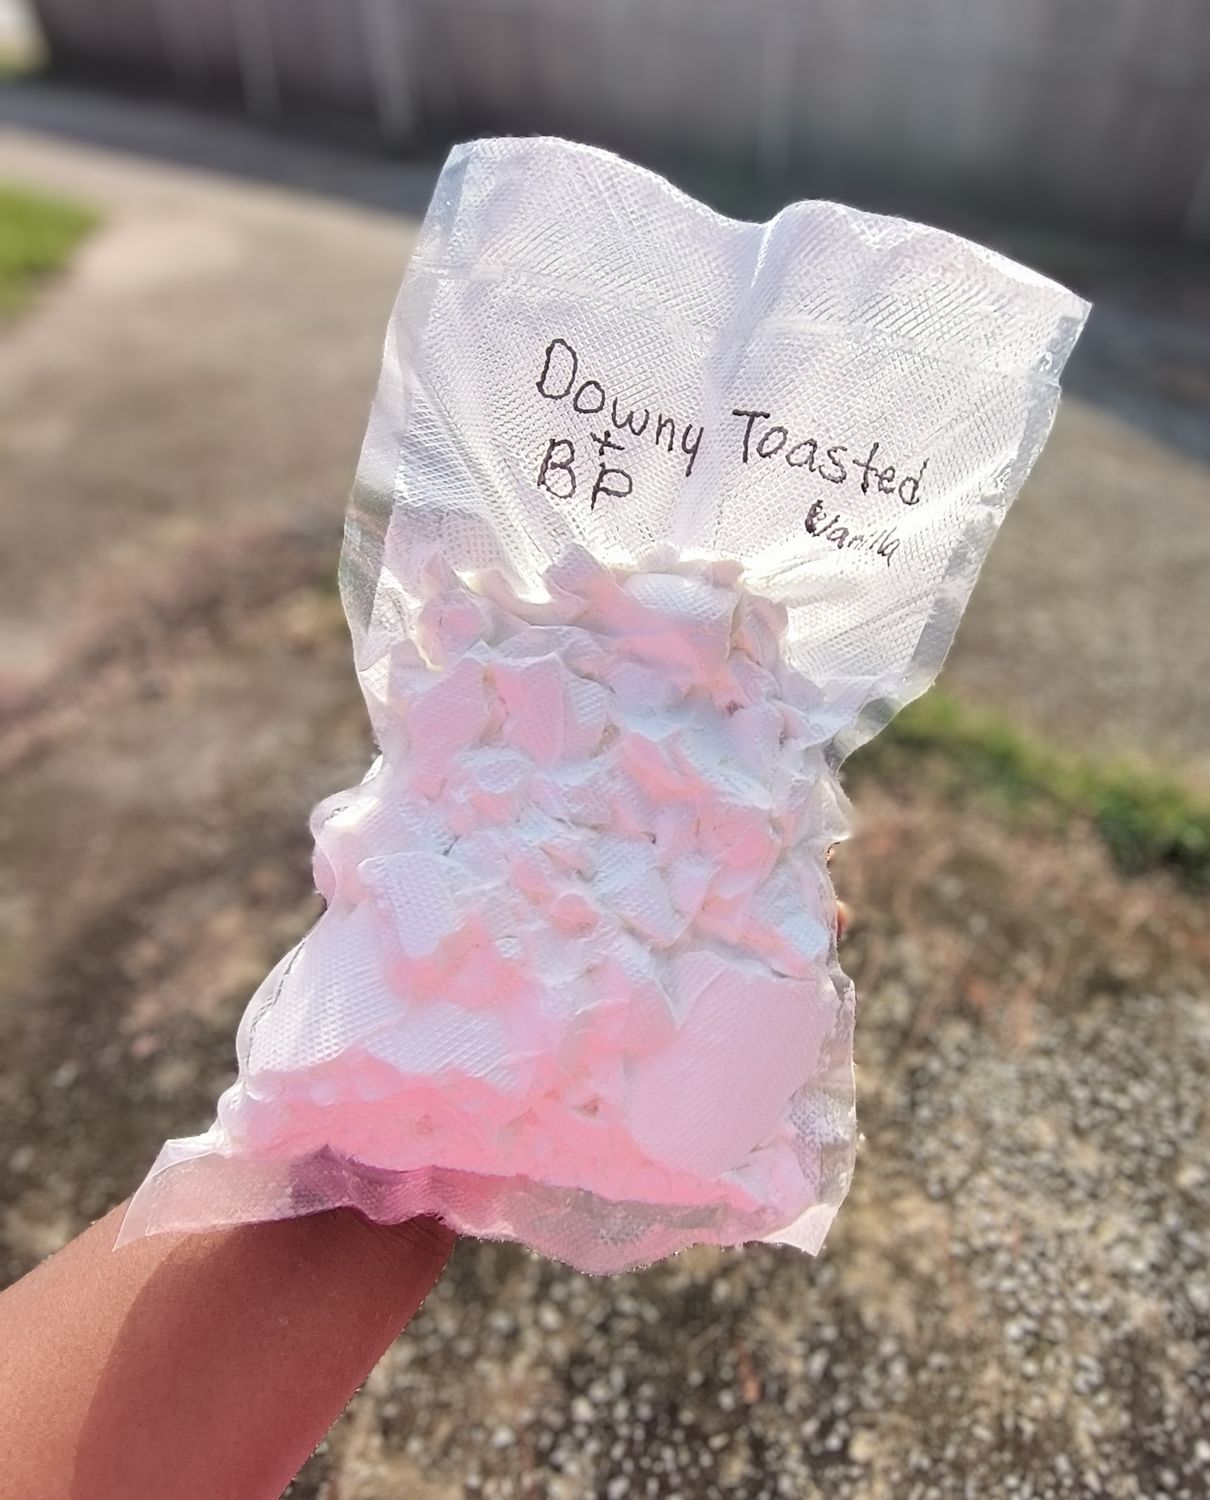 Downy Toasted
+ Vanilla
BP